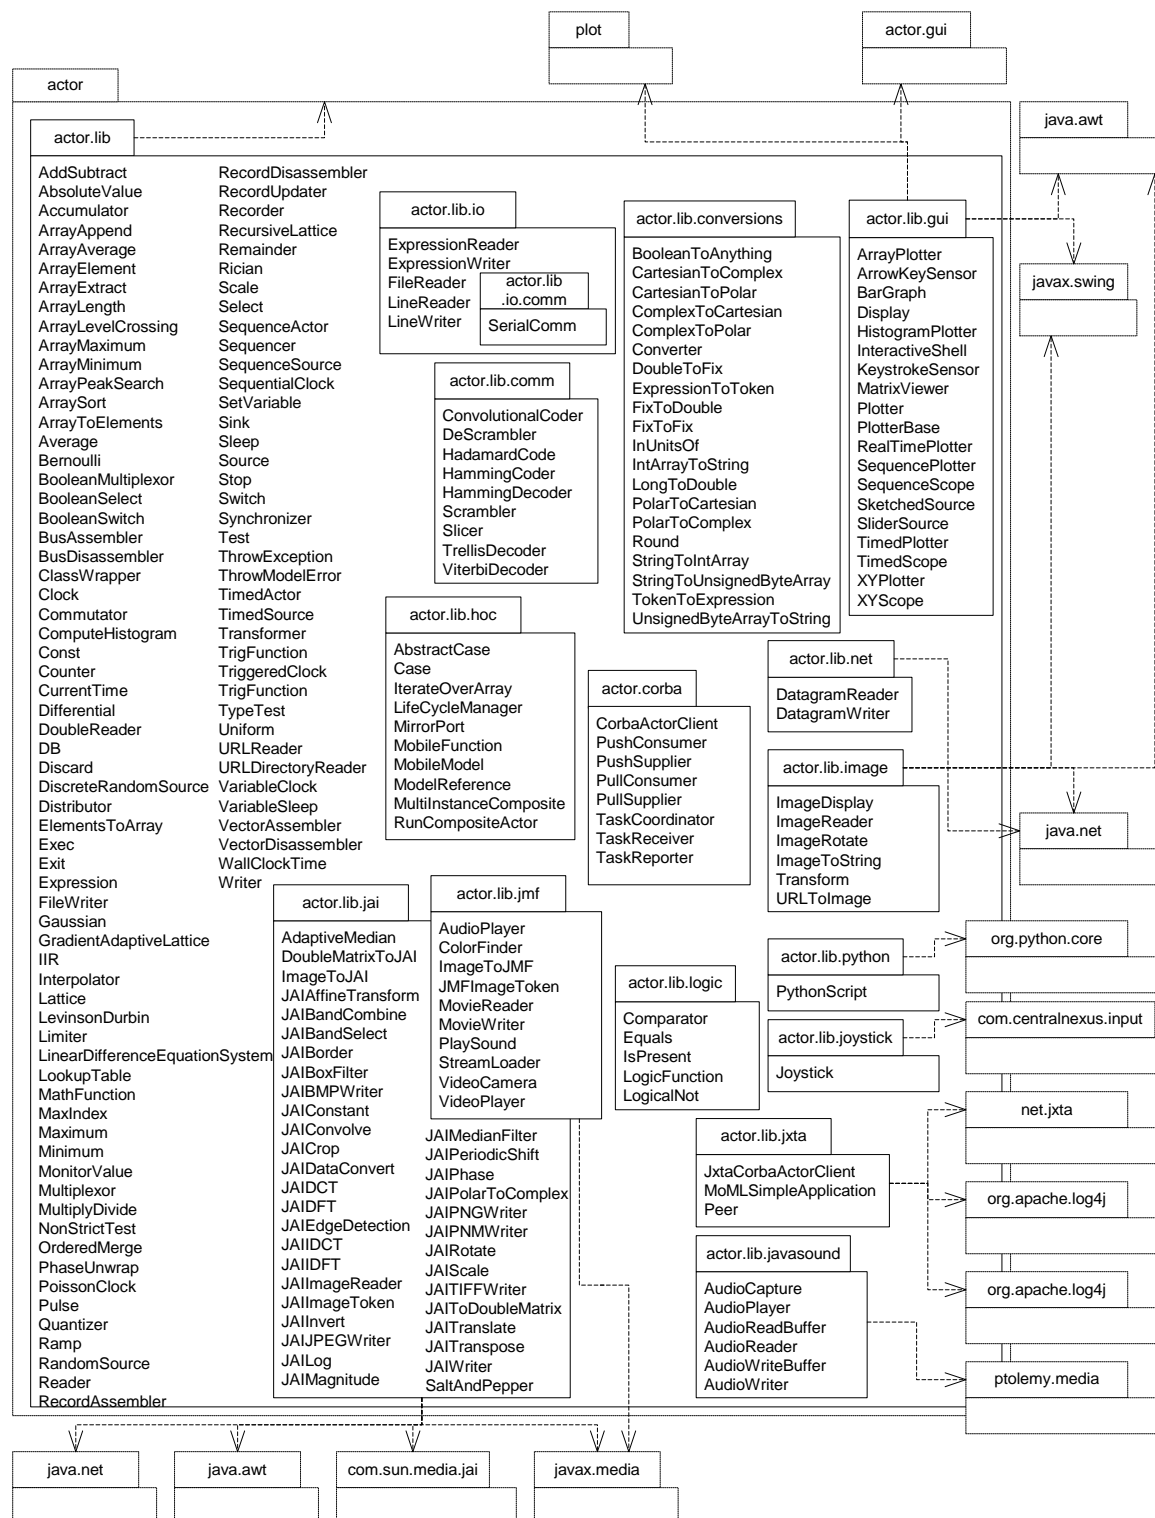 plot
actor.gui
actor
java.awt
actor.lib
AddSubtract
AbsoluteValue
Accumulator
ArrayAppend
ArrayAverage
ArrayElement
ArrayExtract
ArrayLength
ArrayLevelCrossing
ArrayMaximum
ArrayMinimum
ArrayPeakSearch
ArraySort
ArrayToElements
Average
Bernoulli
BooleanMultiplexor
BooleanSelect
BooleanSwitch
BusAssembler
BusDisassembler
ClassWrapper
Clock
Commutator
ComputeHistogram
Const
Counter
CurrentTime
Differential
DoubleReader
DB
Discard
DiscreteRandomSource
Distributor
ElementsToArray
Exec
Exit
Expression
FileWriter
Gaussian
GradientAdaptiveLattice
IIR
Interpolator
Lattice
LevinsonDurbin
Limiter
LinearDifferenceEquationSystem
LookupTable
MathFunction
MaxIndex
Maximum
Minimum
MonitorValue
Multiplexor
MultiplyDivide
NonStrictTest
OrderedMerge
PhaseUnwrap
PoissonClock
Pulse
Quantizer
Ramp
RandomSource
Reader
RecordAssembler
RecordDisassembler
RecordUpdater
Recorder
RecursiveLattice
Remainder
Rician
Scale
Select
SequenceActor
Sequencer
SequenceSource
SequentialClock
SetVariable
Sink
Sleep
Source
Stop
Switch
Synchronizer
Test
ThrowException
ThrowModelError
TimedActor
TimedSource
Transformer
TrigFunction
TriggeredClock
TrigFunction
TypeTest
Uniform
URLReader
URLDirectoryReader
VariableClock
VariableSleep
VectorAssembler
VectorDisassembler
WallClockTime
Writer
actor.lib.io
ExpressionReader
ExpressionWriter
FileReader
LineReader
LineWriter
actor.lib
.io.comm
SerialComm
actor.lib.comm
ConvolutionalCoder
DeScrambler
HadamardCode
HammingCoder
HammingDecoder
Scrambler
Slicer
TrellisDecoder
ViterbiDecoder
actor.lib.hoc
AbstractCase
Case
IterateOverArray
LifeCycleManager
MirrorPort
MobileFunction
MobileModel
ModelReference
MultiInstanceComposite
RunCompositeActor
actor.lib.conversions
BooleanToAnything
CartesianToComplex
CartesianToPolar
ComplexToCartesian
ComplexToPolar
Converter
DoubleToFix
ExpressionToToken
FixToDouble
FixToFix
InUnitsOf
IntArrayToString
LongToDouble
PolarToCartesian
PolarToComplex
Round
StringToIntArray
StringToUnsignedByteArray
TokenToExpression
UnsignedByteArrayToString
actor.lib.gui
ArrayPlotter
ArrowKeySensor
BarGraph
Display
HistogramPlotter
InteractiveShell
KeystrokeSensor
MatrixViewer
Plotter
PlotterBase
RealTimePlotter
SequencePlotter
SequenceScope
SketchedSource
SliderSource
TimedPlotter
TimedScope
XYPlotter
XYScope
javax.swing
actor.corba
CorbaActorClient
PushConsumer
PushSupplier
PullConsumer
PullSupplier
TaskCoordinator
TaskReceiver
TaskReporter
actor.lib.net
DatagramReader
DatagramWriter
actor.lib.image
ImageDisplay
ImageReader
ImageRotate
ImageToString
Transform
URLToImage
java.net
actor.lib.jai
AdaptiveMedian
DoubleMatrixToJAI
ImageToJAI
JAIAffineTransform
JAIBandCombine
JAIBandSelect
JAIBorder
JAIBoxFilter
JAIBMPWriter
JAIConstant
JAIConvolve
JAICrop
JAIDataConvert
JAIDCT
JAIDFT
JAIEdgeDetection
JAIIDCT
JAIIDFT
JAIImageReader
JAIImageToken
JAIInvert
JAIJPEGWriter
JAILog
JAIMagnitude
JAIMedianFilter
JAIPeriodicShift
JAIPhase
JAIPolarToComplex
JAIPNGWriter
JAIPNMWriter
JAIRotate
JAIScale
JAITIFFWriter
JAIToDoubleMatrix
JAITranslate
JAITranspose
JAIWriter
SaltAndPepper
actor.lib.jmf
AudioPlayer
ColorFinder
ImageToJMF
JMFImageToken
MovieReader
MovieWriter
PlaySound
StreamLoader
VideoCamera
VideoPlayer
actor.lib.logic
Comparator
Equals
IsPresent
LogicFunction
LogicalNot
actor.lib.python
PythonScript
org.python.core
actor.lib.joystick
Joystick
com.centralnexus.input
actor.lib.jxta
JxtaCorbaActorClient
MoMLSimpleApplication
Peer
net.jxta
org.apache.log4j
org.apache.log4j
actor.lib.javasound
AudioCapture
AudioPlayer
AudioReadBuffer
AudioReader
AudioWriteBuffer
AudioWriter
ptolemy.media
java.net
java.awt
com.sun.media.jai
javax.media